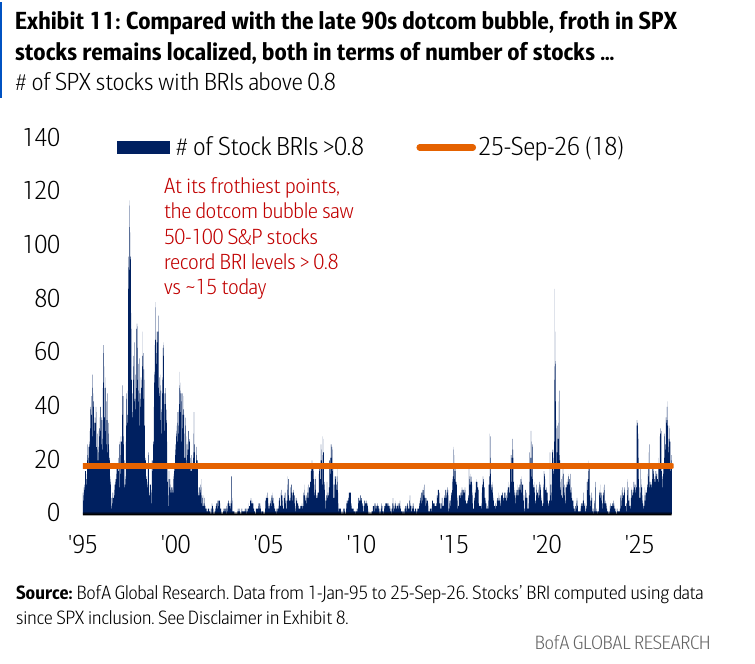 Exhibit 11: Compared with the late 90s dotcom bubble, froth in SPX
stocks remains localized, both in terms of number of stocks ...
# of SPX stocks with BRIs above 0.8
140
120
100
80
60
40
20
0
# of Stock BRIs >0.8
25-Sep-26 (18)
At its frothiest points,
the dotcom bubble saw
50-100 S&P stocks
record BRI levels > 0.8
vs ~15 today
'95 '00 '05 '10 '15 '20 '25
Source: BofA Global Research. Data from 1-Jan-95 to 25-Sep-26. Stocks' BRI computed using data
since SPX inclusion. See Disclaimer in Exhibit 8.
BofA GLOBAL RESEARCH